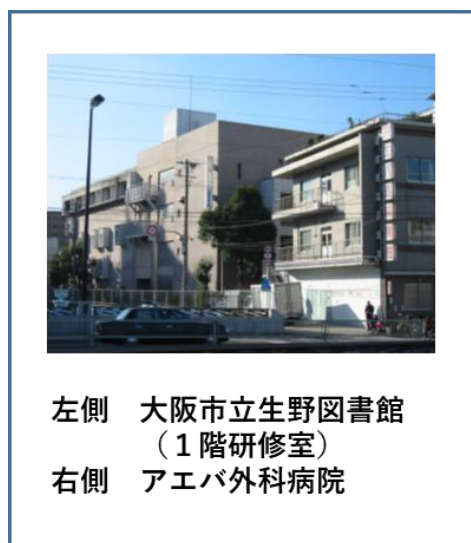 左側　大阪市立生野図書館
（１階研修室）
右側　アエバ外科病院